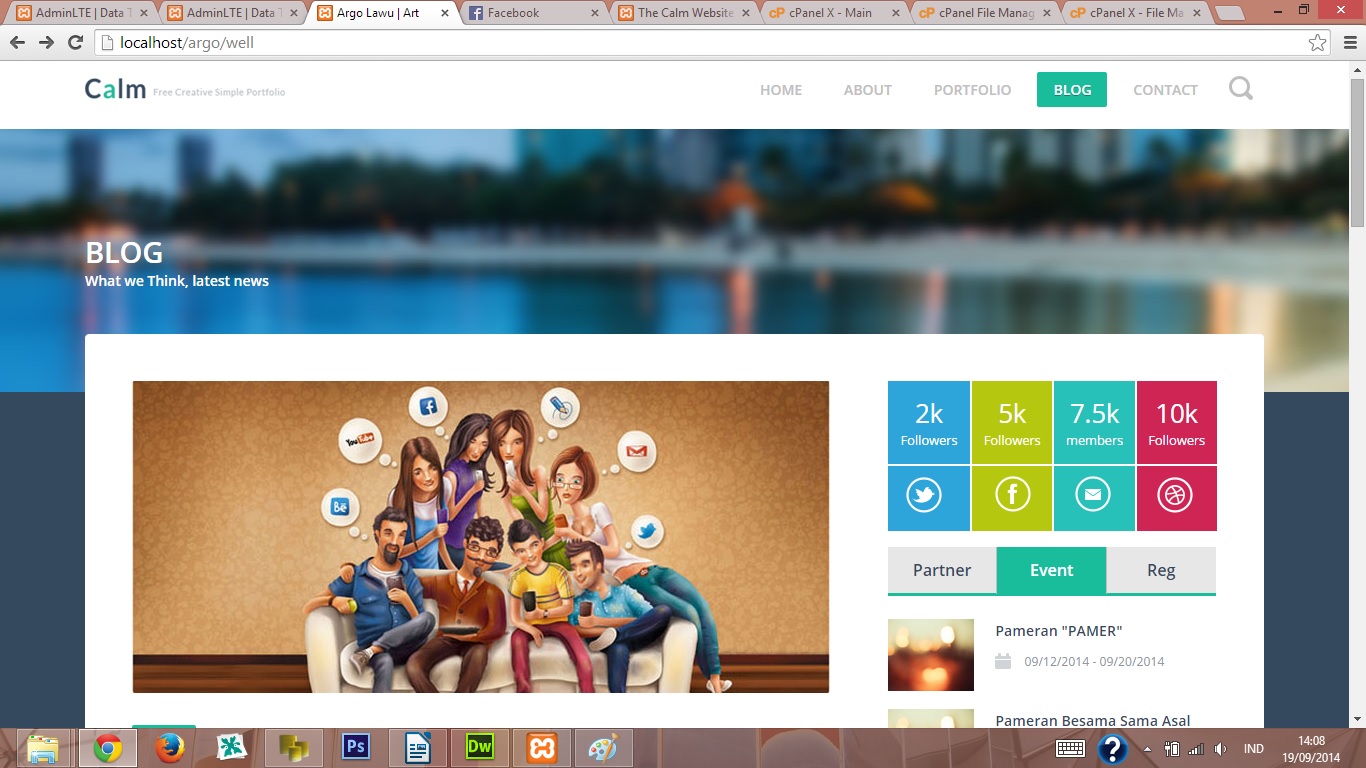 AdminLTE | Data T
AdminLTE | Data T
Argo Lawu | Art
Facebook
The Calm Website
cPanel X - Main
cPanel File Manag
cPanel X - File Ma
localhost/argo/well
Calm Free Creative Simple Portfolio
HOME ABOUT PORTFOLIO BLOG CONTACT
BLOG
What we Think, latest news
You Tube
Bē
2k 5k 7.5k 10k
Followers Followers members Followers
Partner Event Reg
Pameran "PAMER"
09/12/2014 - 09/20/2014
Pameran Besama Sama Asal
Ps
Dw
IND
14:08
19/09/2014